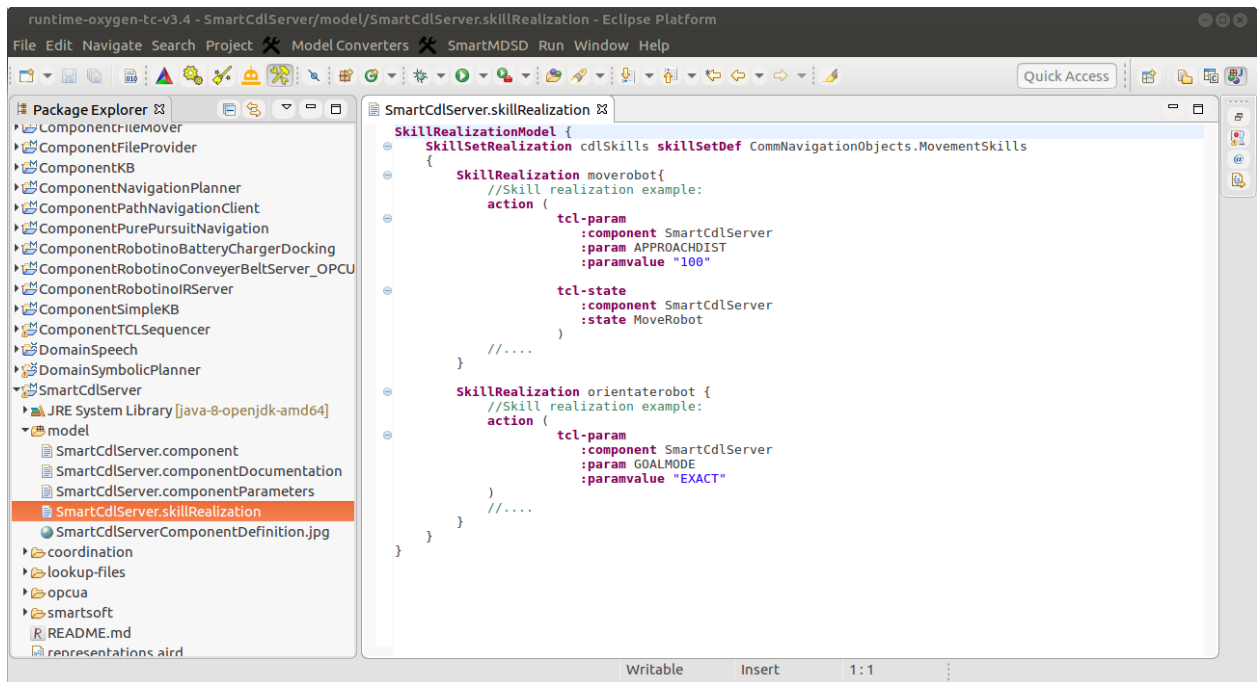 runtime-oxygen-tc-v3.4 - SmartCdlServer/model/SmartCdlServer.skillRealization - Eclipse Platform
File Edit Navigate Search Project Model Converters SmartMDSD Run Window Help
Quick Access
Package Explorer
ComponentFileMover
ComponentFileProvider
ComponentKB
ComponentNavigationPlanner
ComponentPathNavigationClient
ComponentPurePursuitNavigation
ComponentRobotinoBatteryChargerDocking
ComponentRobotinoConveyerBeltServer_OPCU
ComponentRobotinoIRServer
ComponentSimpleKB
ComponentTCLSequencer
DomainSpeech
DomainSymbolicPlanner
SmartCdlServer
JRE System Library [java-8-openjdk-amd64]
model
SmartCdlServer.component
SmartCdlServer.componentDocumentation
SmartCdlServer.componentParameters
SmartCdlServer.skillRealization
SmartCdlServerComponentDefinition.jpg
coordination
lookup-files
opcua
smartsoft
README.md
representations.aird
SmartCdlServer.skillRealization
SkillRealizationModel {
SkillSetRealization cdlSkills skillSetDef CommNavigationObjects.MovementSkills
{
SkillRealization moverobot{
//Skill realization example:
action (
tcl-param
:component SmartCdlServer
:param APPROACHDIST
:paramvalue "100"
tcl-state
:component SmartCdlServer
:state MoveRobot
)
//....
}
SkillRealization orientaterobot {
//Skill realization example:
action (
tcl-param
:component SmartCdlServer
:param GOALMODE
:paramvalue "EXACT"
)
//....
}
}
}
Writable Insert 1:1